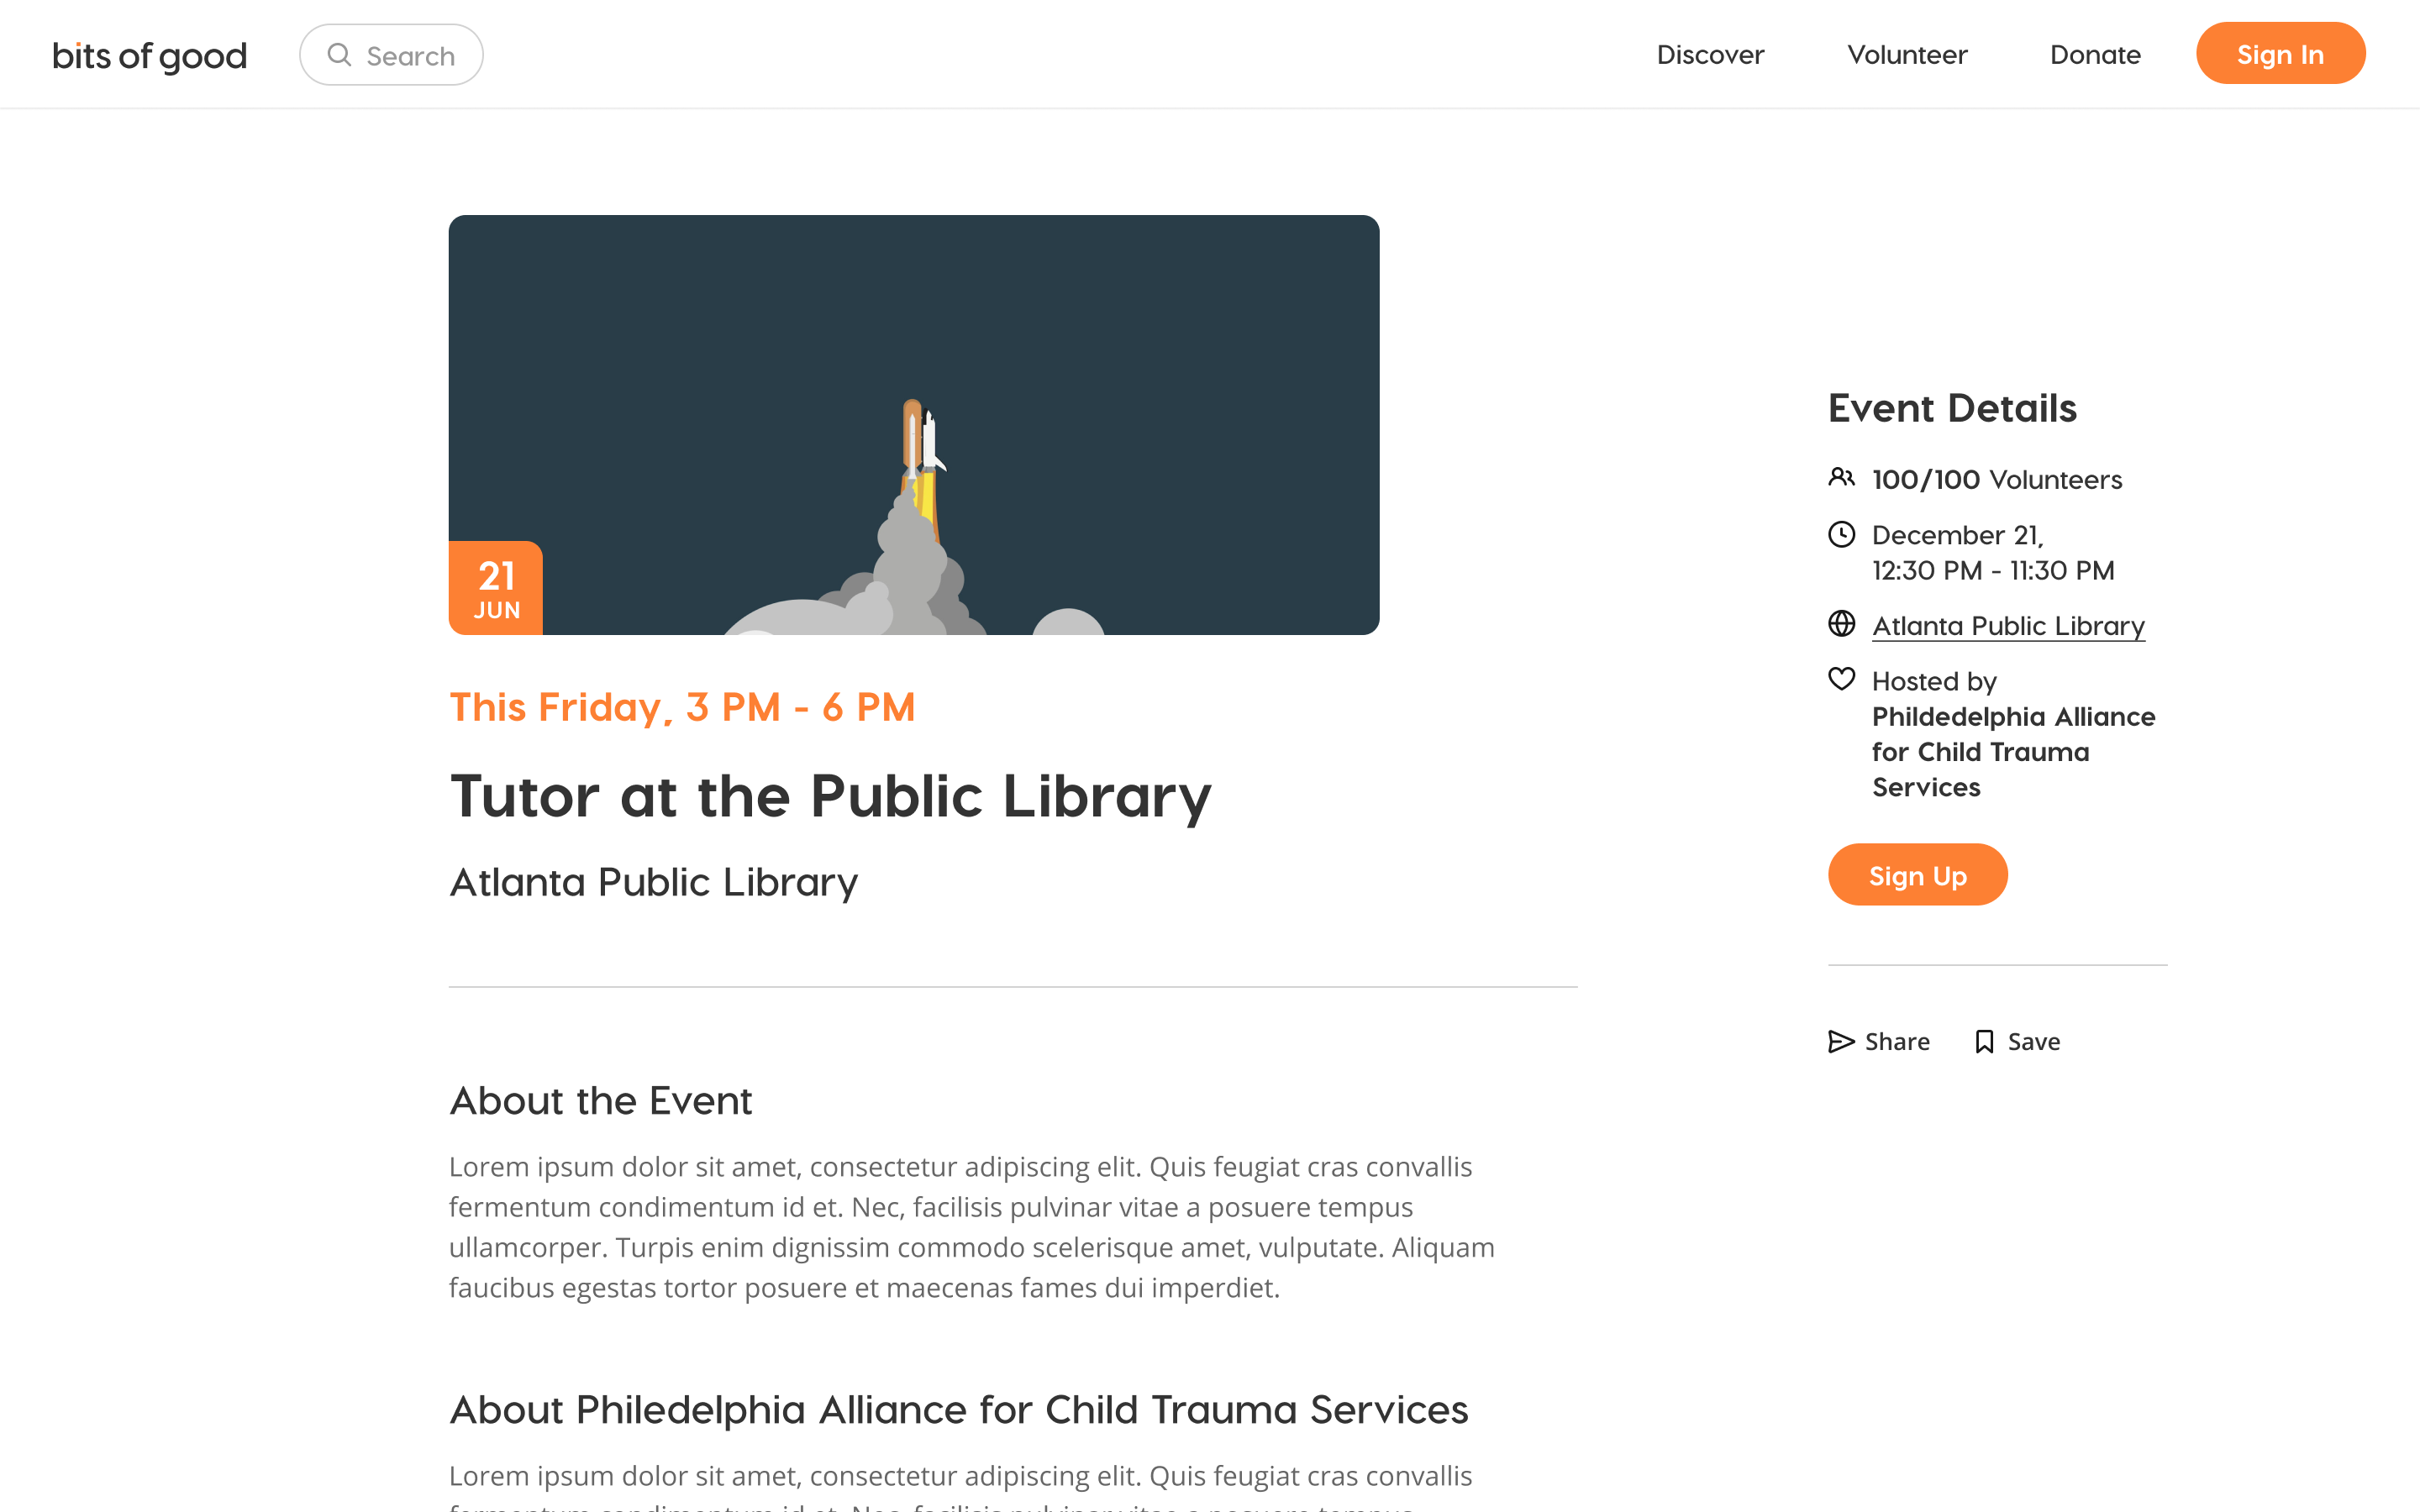 bits of good
Search
Discover
Volunteer
Donate
Sign In
21
JUN
This Friday, 3 PM - 6 PM
Tutor at the Public Library
Atlanta Public Library
Event Details
100/100 Volunteers
December 21,
12:30 PM - 11:30 PM
Atlanta Public Library
Hosted by
Phildedelphia Alliance
for Child Trauma
Services
Sign Up
Share
Save
About the Event
Lorem ipsum dolor sit amet, consectetur adipiscing elit. Quis feugiat cras convallis
fermentum condimentum id et. Nec, facilisis pulvinar vitae a posuere tempus
ullamcorper. Turpis enim dignissim commodo scelerisque amet, vulputate. Aliquam
faucibus egestas tortor posuere et maecenas fames dui imperdiet.
About Philedelphia Alliance for Child Trauma Services
Lorem ipsum dolor sit amet, consectetur adipiscing elit. Quis feugiat cras convallis